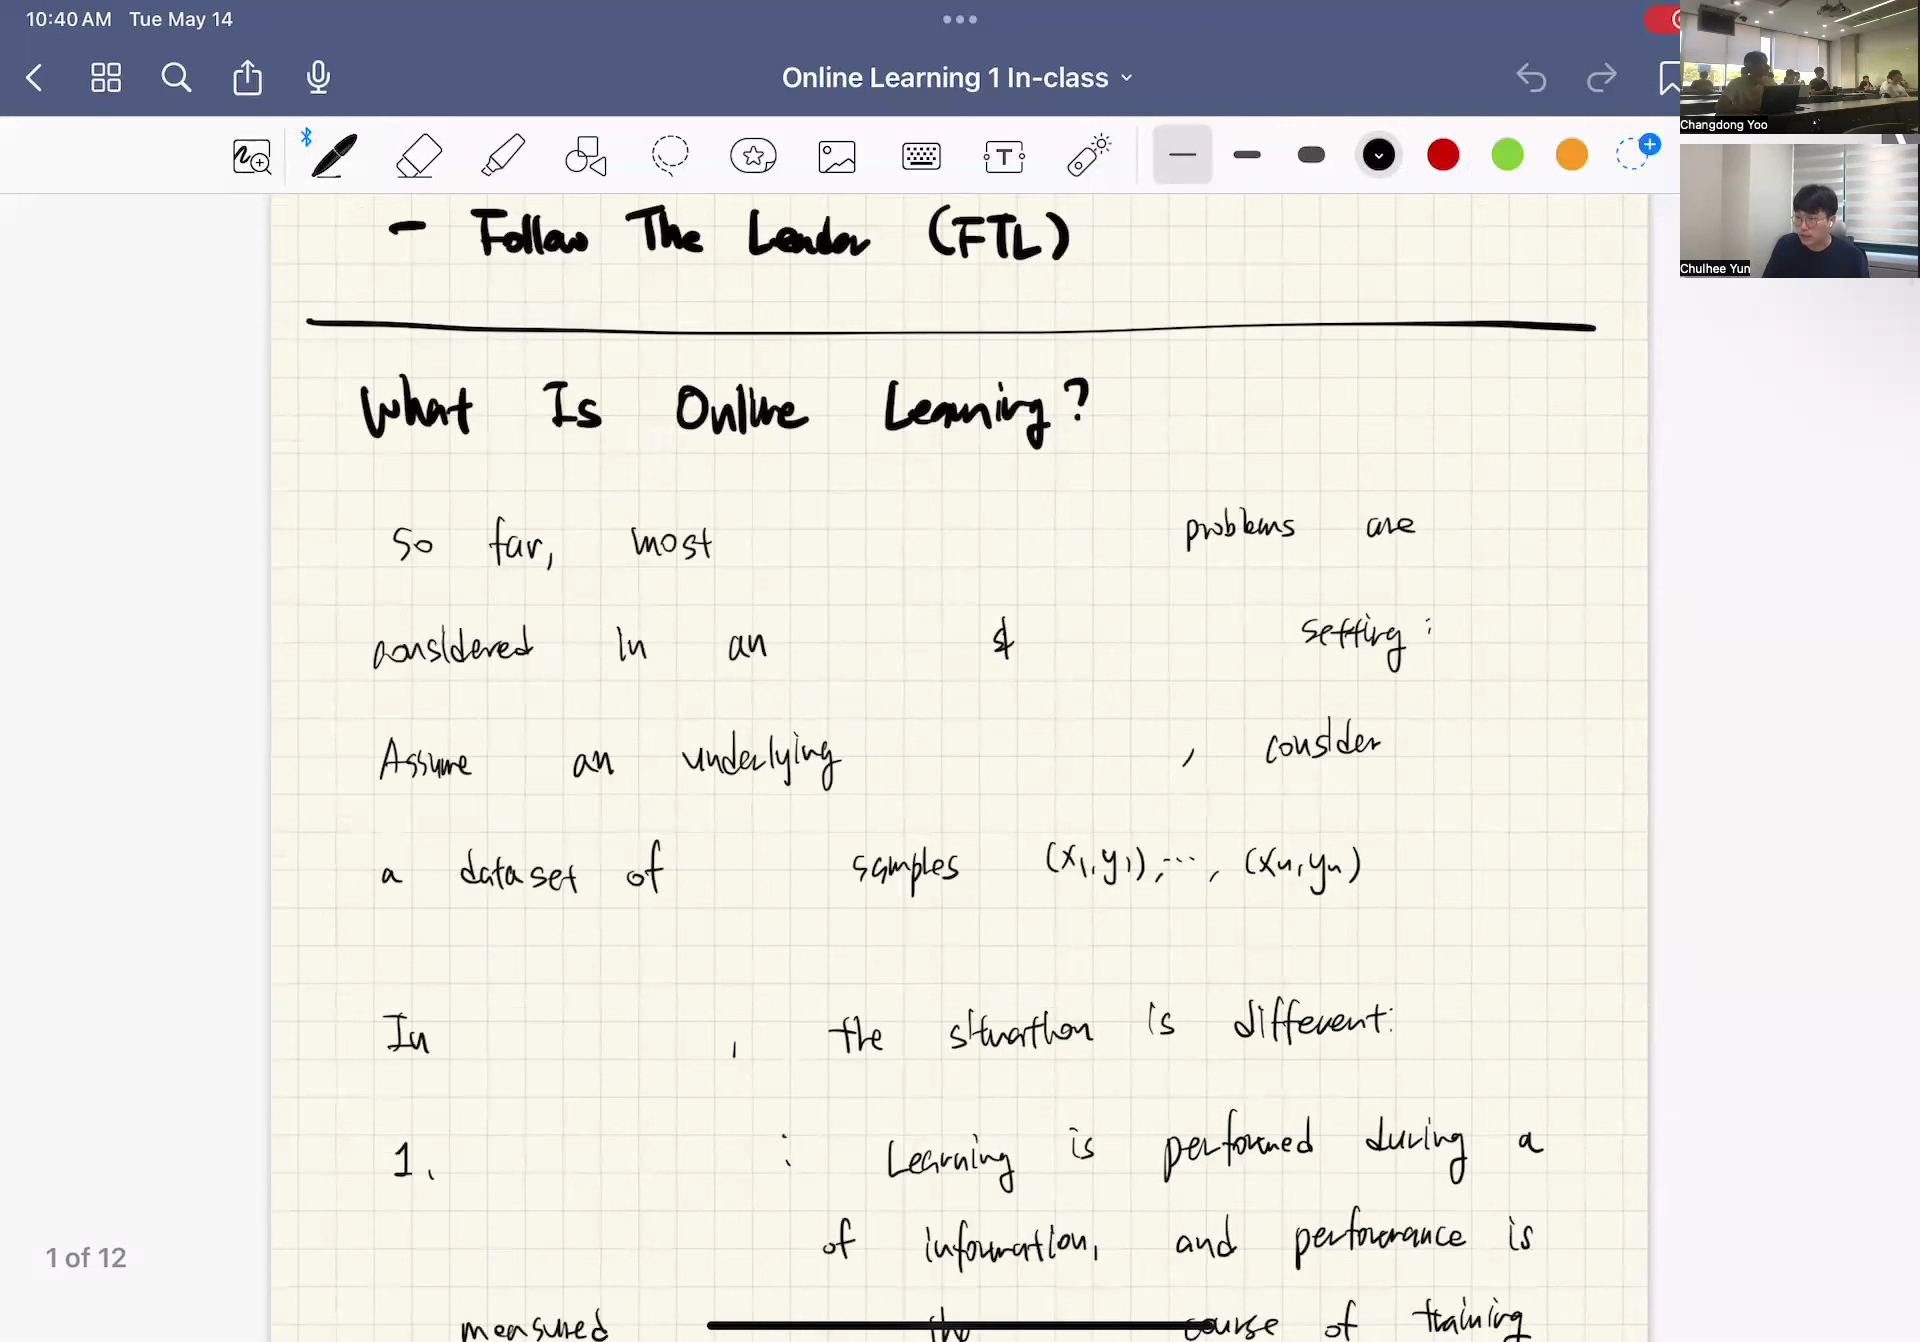 10:40 AM Tue May 14
Online Learning 1 In-class
Changdong Yoo
Chulhee Yun
- Follow The Leader (FTL)
What Is Online Learning?
So far, most problems are
considered in an & setting:
Assume an underlying , consider
a dataset of samples (x1, y1), ..., (xn, yn)
In , the situation is different:
1. : Learning is performed during a
of information, and performance is
measured the course of training
1 of 12